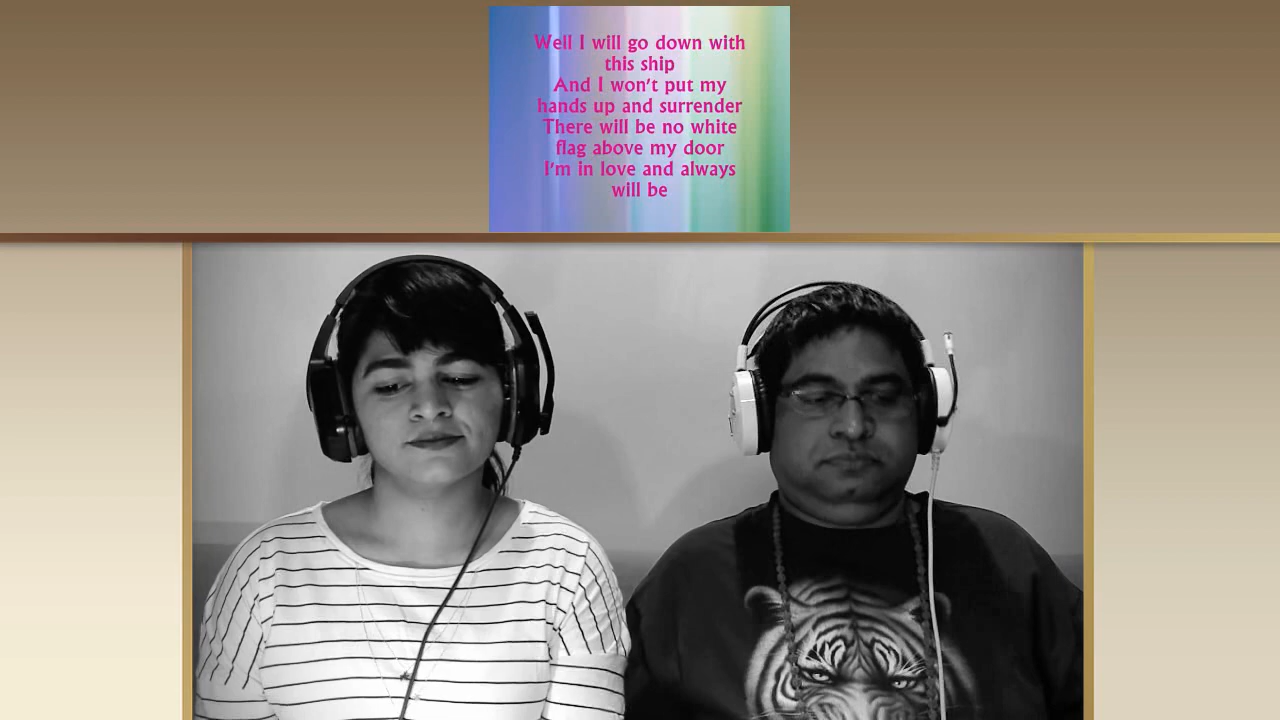 Well I will go down with
this ship
And I won't put my
hands up and surrender
There will be no white
flag above my door
I'm in love and always
will be